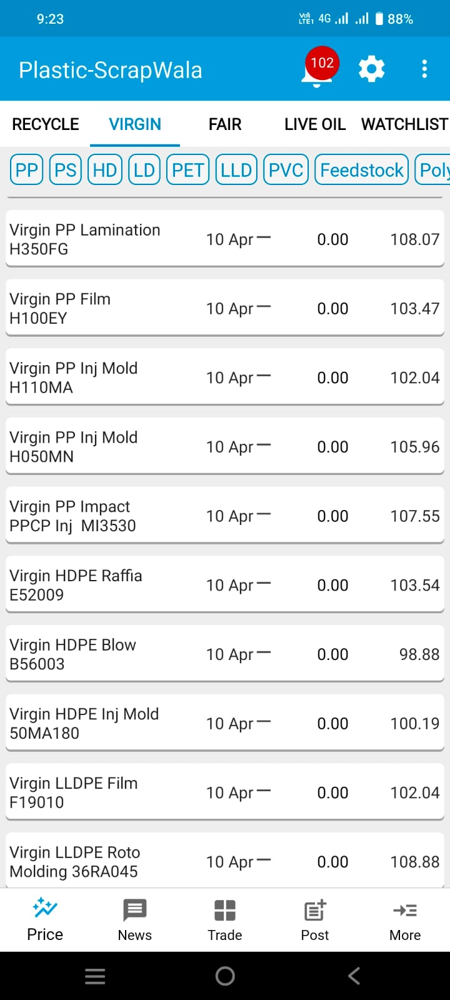 9:23 VoD LTE1 4G 88%
Plastic-ScrapWala 102
RECYCLE VIRGIN FAIR LIVE OIL WATCHLIST
PP PS HD LD PET LLD PVC Feedstock Poly
Virgin PP Lamination
H350FG
10 Apr — 0.00 108.07
Virgin PP Film
H100EY
10 Apr — 0.00 103.47
Virgin PP Inj Mold
H110MA
10 Apr — 0.00 102.04
Virgin PP Inj Mold
H050MN
10 Apr — 0.00 105.96
Virgin PP Impact
PPCP Inj  MI3530
10 Apr — 0.00 107.55
Virgin HDPE Raffia
E52009
10 Apr — 0.00 103.54
Virgin HDPE Blow
B56003
10 Apr — 0.00 98.88
Virgin HDPE Inj Mold
50MA180
10 Apr — 0.00 100.19
Virgin LLDPE Film
F19010
10 Apr — 0.00 102.04
Virgin LLDPE Roto
Molding 36RA045
10 Apr — 0.00 108.88
Price News Trade Post More